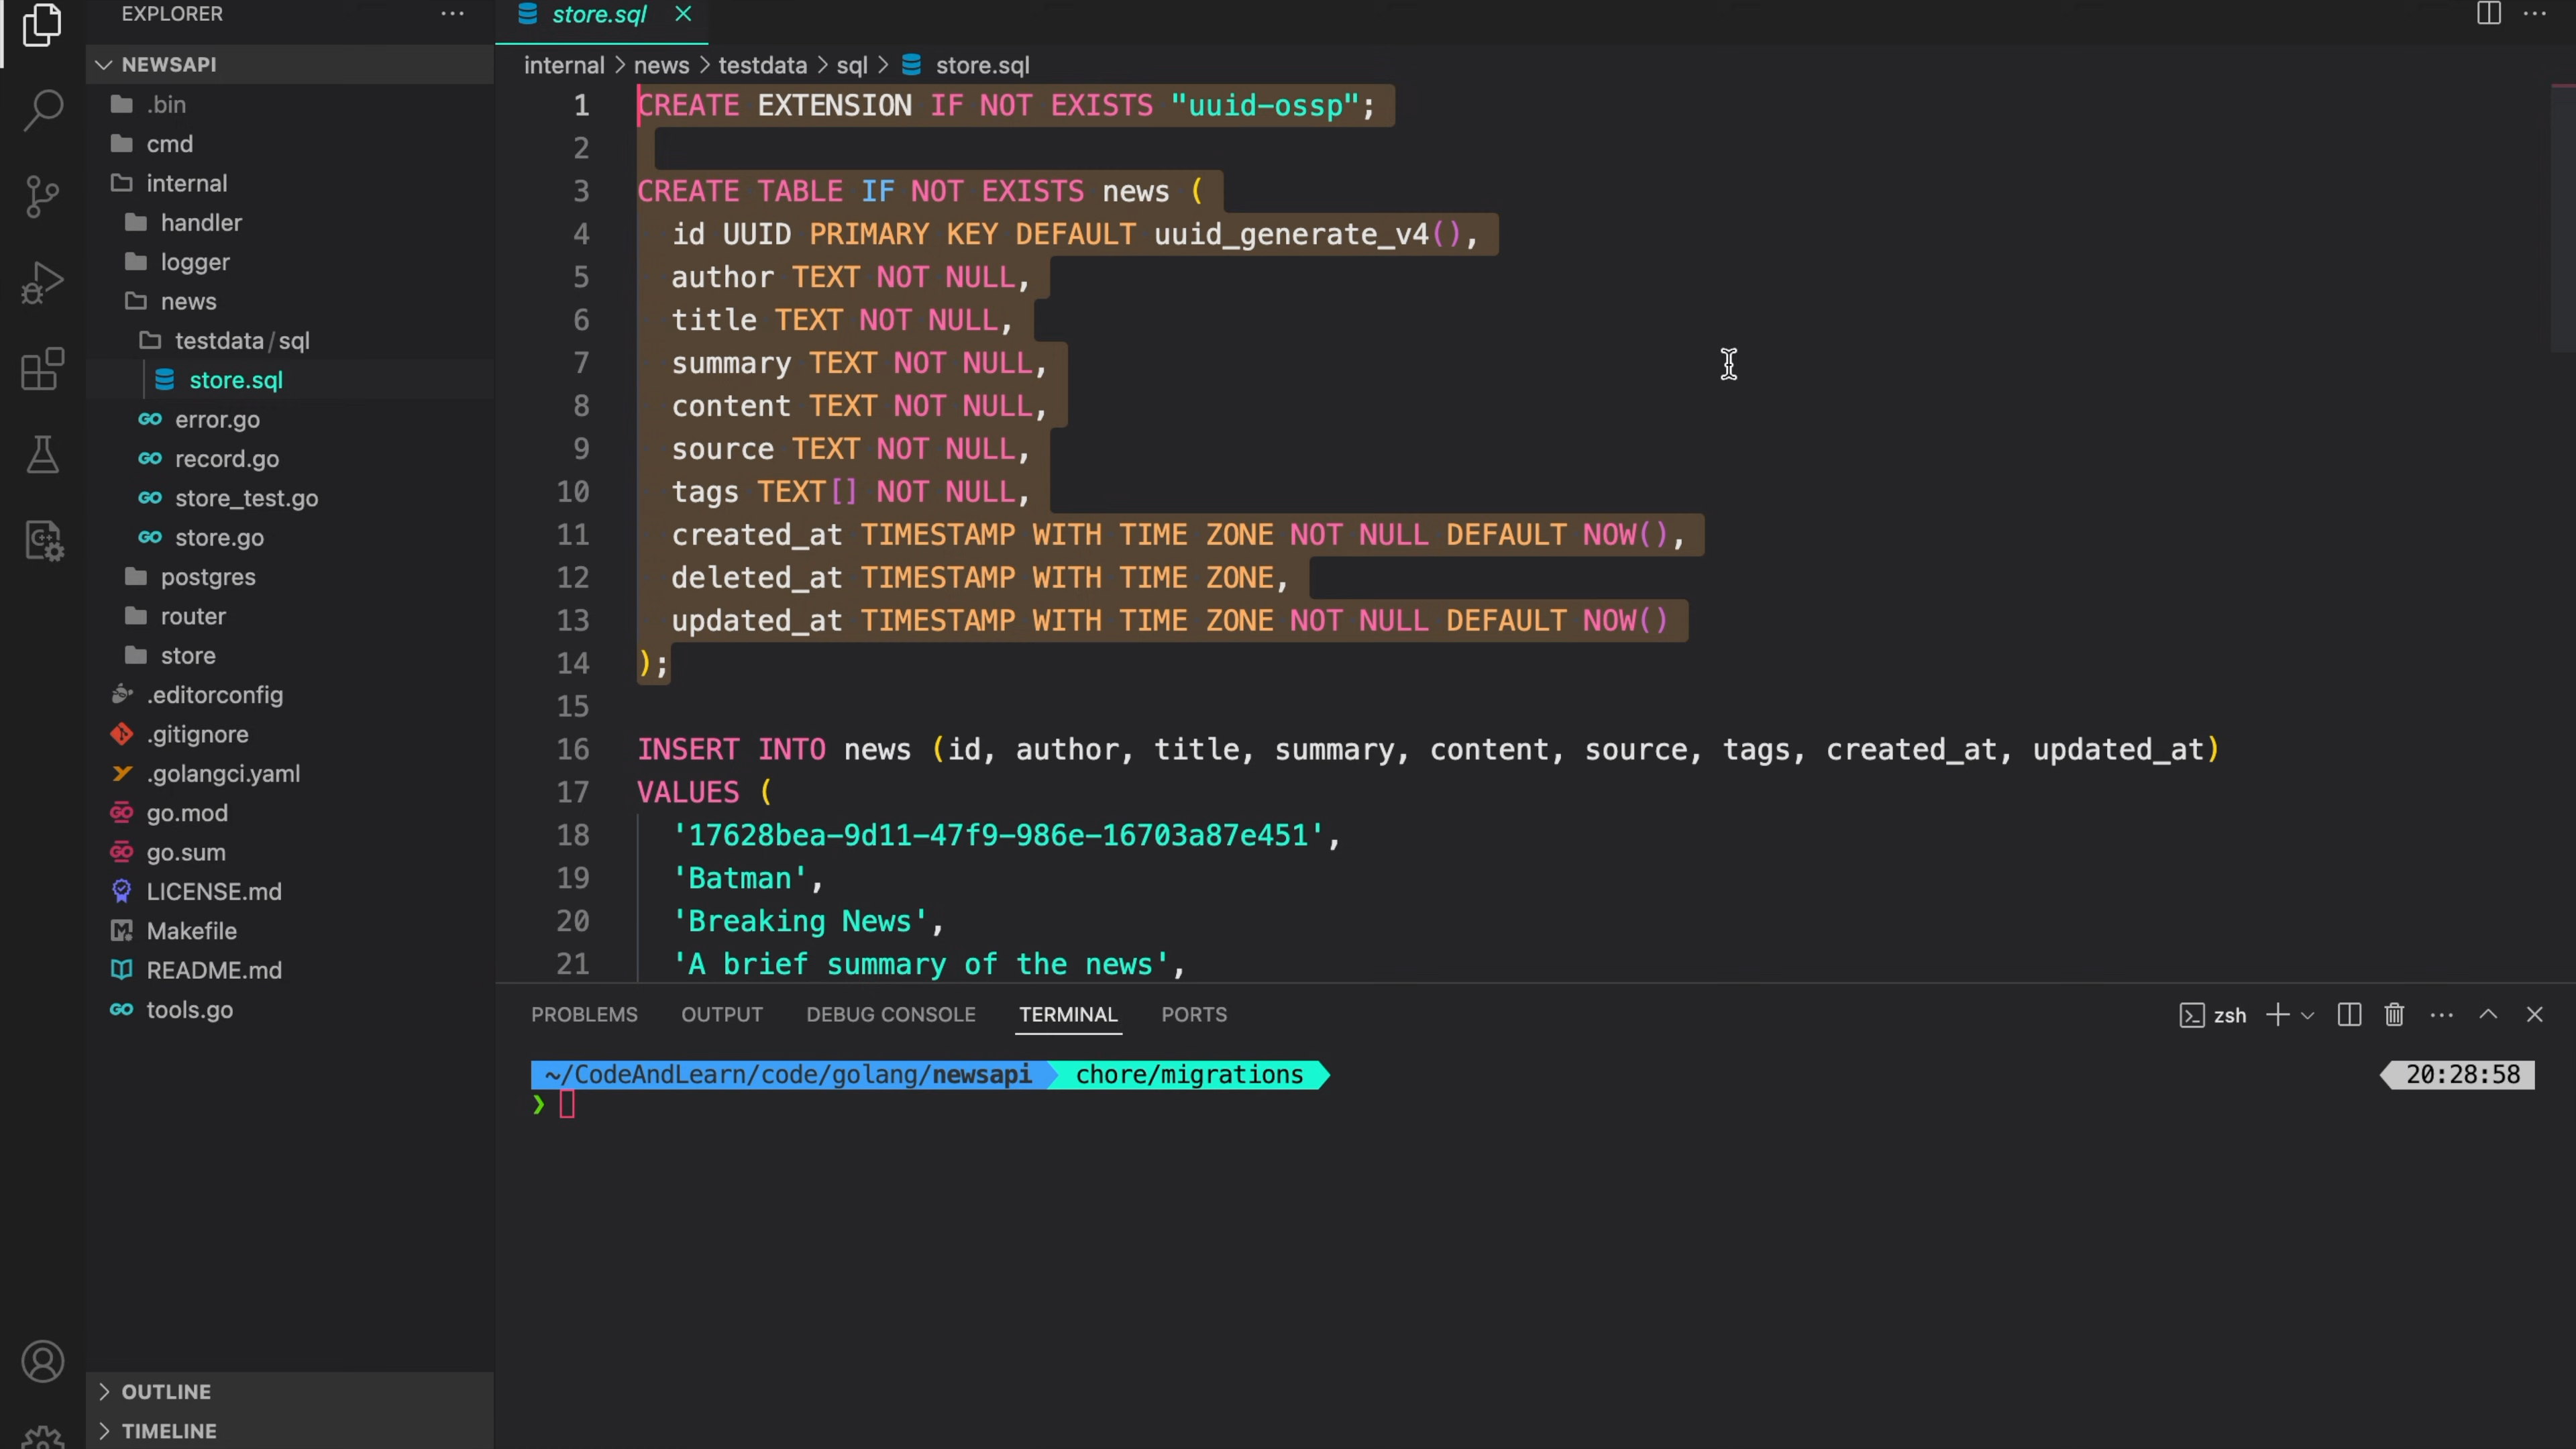 EXPLORER
NEWSAPI
.bin
cmd
internal
handler
logger
news
testdata/sql
store.sql
error.go
record.go
store_test.go
store.go
postgres
router
store
.editorconfig
.gitignore
.golangci.yaml
go.mod
go.sum
LICENSE.md
Makefile
README.md
tools.go
OUTLINE
TIMELINE
store.sql
internal > news > testdata > sql > store.sql
1 CREATE EXTENSION IF NOT EXISTS "uuid-ossp";
2
3 CREATE TABLE IF NOT EXISTS news (
4 id UUID PRIMARY KEY DEFAULT uuid_generate_v4(),
5 author TEXT NOT NULL,
6 title TEXT NOT NULL,
7 summary TEXT NOT NULL,
8 content TEXT NOT NULL,
9 source TEXT NOT NULL,
10 tags TEXT[] NOT NULL,
11 created_at TIMESTAMP WITH TIME ZONE NOT NULL DEFAULT NOW(),
12 deleted_at TIMESTAMP WITH TIME ZONE,
13 updated_at TIMESTAMP WITH TIME ZONE NOT NULL DEFAULT NOW()
14 );
15
16 INSERT INTO news (id, author, title, summary, content, source, tags, created_at, updated_at)
17 VALUES (
18 '17628bea-9d11-47f9-986e-16703a87e451',
19 'Batman',
20 'Breaking News',
21 'A brief summary of the news',
PROBLEMS OUTPUT DEBUG CONSOLE TERMINAL PORTS zsh
~/CodeAndLearn/code/golang/newsapi chore/migrations 20:28:58
❯